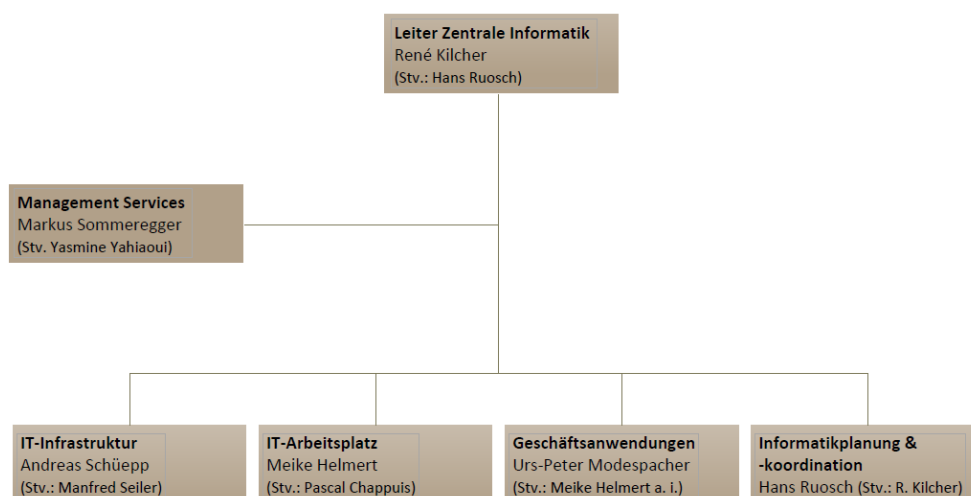 Leiter Zentrale Informatik
René Kilcher
(Stv.: Hans Ruosch)
Management Services
Markus Sommeregger
(Stv. Yasmine Yahiaoui)
IT-Infrastruktur
Andreas Schüepp
(Stv.: Manfred Seiler)
IT-Arbeitsplatz
Meike Helmert
(Stv.: Pascal Chappuis)
Geschäftsanwendungen
Urs-Peter Modespacher
(Stv.: Meike Helmert a. i.)
Informatikplanung &
-koordination
Hans Ruosch (Stv.: R. Kilcher)